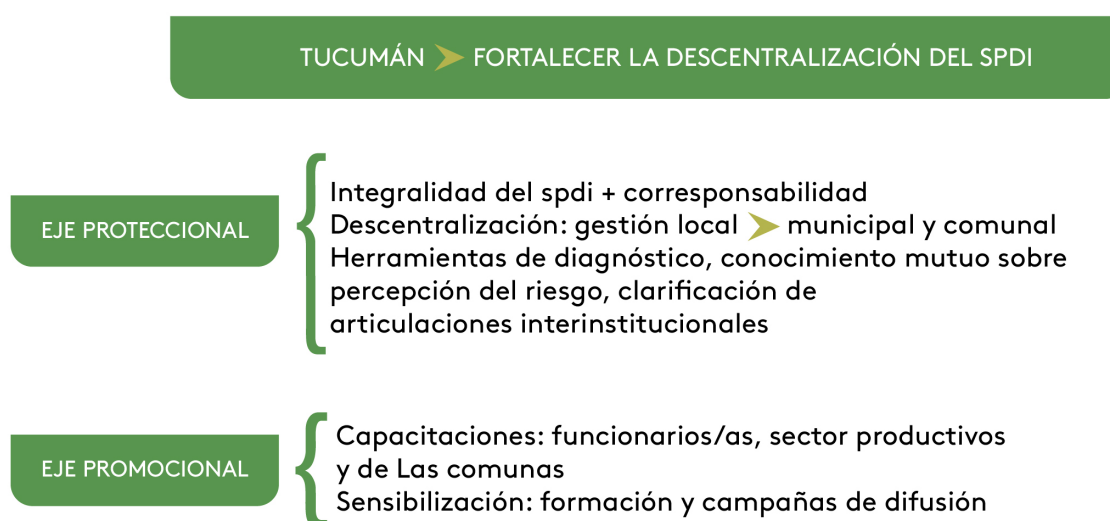 TUCUMÁN ➤ FORTALECER LA DESCENTRALIZACIÓN DEL SPDI
EJE PROTECCIONAL
Integralidad del spdi + corresponsabilidad
Descentralización: gestión local ➤ municipal y comunal
Herramientas de diagnóstico, conocimiento mutuo sobre
percepción del riesgo, clarificación de
articulaciones interinstitucionales
EJE PROMOCIONAL
Capacitaciones: funcionarios/as, sector productivos
y de Las comunas
Sensibilización: formación y campañas de difusión